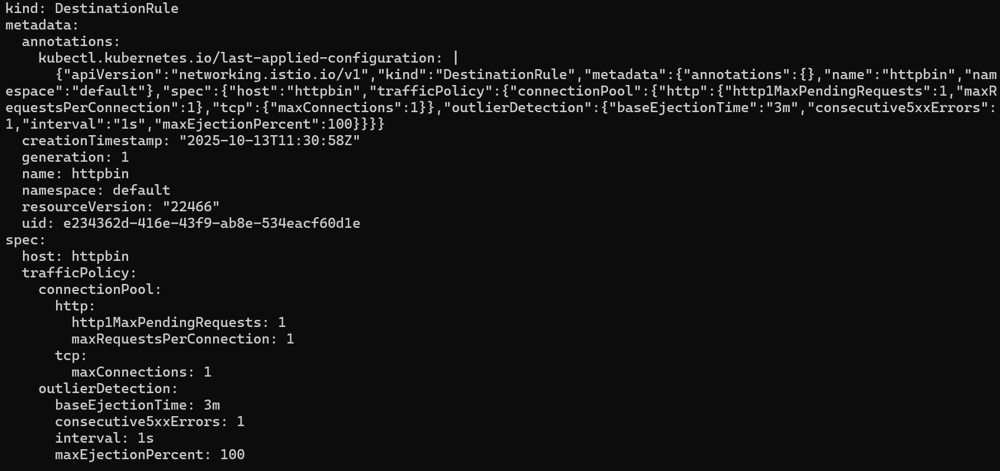 kind: DestinationRule
metadata:
  annotations:
    kubectl.kubernetes.io/last-applied-configuration: |
      {"apiVersion":"networking.istio.io/v1","kind":"DestinationRule","metadata":{"annotations":{},"name":"httpbin","nam
espace":"default"},"spec":{"host":"httpbin","trafficPolicy":{"connectionPool":{"http":{"http1MaxPendingRequests":1,"maxR
equestsPerConnection":1},"tcp":{"maxConnections":1}},"outlierDetection":{"baseEjectionTime":"3m","consecutive5xxErrors":
1,"interval":"1s","maxEjectionPercent":100}}}}
  creationTimestamp: "2025-10-13T11:30:58Z"
  generation: 1
  name: httpbin
  namespace: default
  resourceVersion: "22466"
  uid: e234362d-416e-43f9-ab8e-534eacf60d1e
spec:
  host: httpbin
  trafficPolicy:
    connectionPool:
      http:
        http1MaxPendingRequests: 1
        maxRequestsPerConnection: 1
      tcp:
        maxConnections: 1
    outlierDetection:
      baseEjectionTime: 3m
      consecutive5xxErrors: 1
      interval: 1s
      maxEjectionPercent: 100